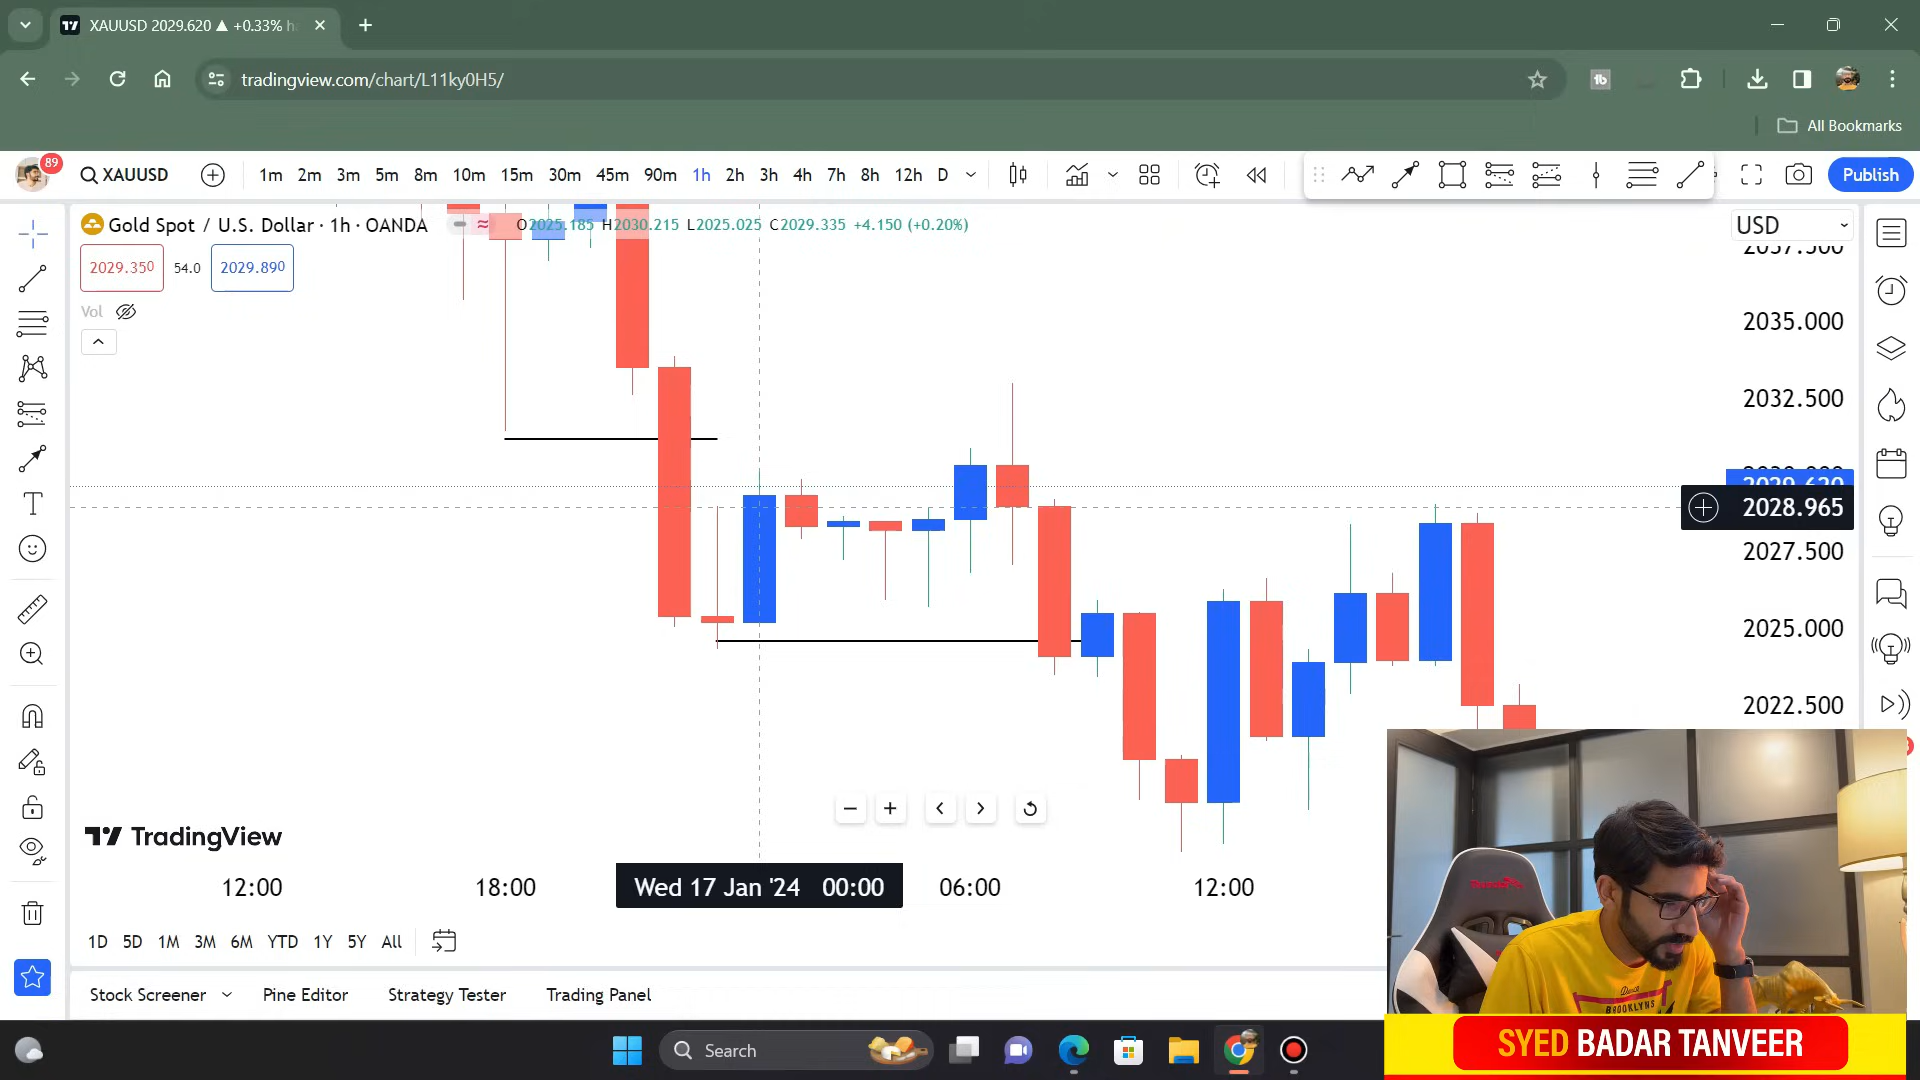 XAUUSD 2029.620 ▲ +0.33%
tradingview.com/chart/L11ky0H5/
All Bookmarks
89
XAUUSD 1m 2m 3m 5m 8m 10m 15m 30m 45m 90m 1h 2h 3h 4h 7h 8h 12h D Publish
Gold Spot / U.S. Dollar · 1h · OANDA O2025.185 H2030.215 L2025.025 C2029.335 +4.150 (+0.20%) USD
2037.500
2029.350 54.0 2029.890
Vol
2035.000
2032.500
2029.620
2028.965
2027.500
2025.000
2022.500
TradingView
12:00 18:00 Wed 17 Jan '24 00:00 06:00 12:00
1D 5D 1M 3M 6M YTD 1Y 5Y All
Stock Screener Pine Editor Strategy Tester Trading Panel
BROOKLYNS
Search
SYED BADAR TANVEER